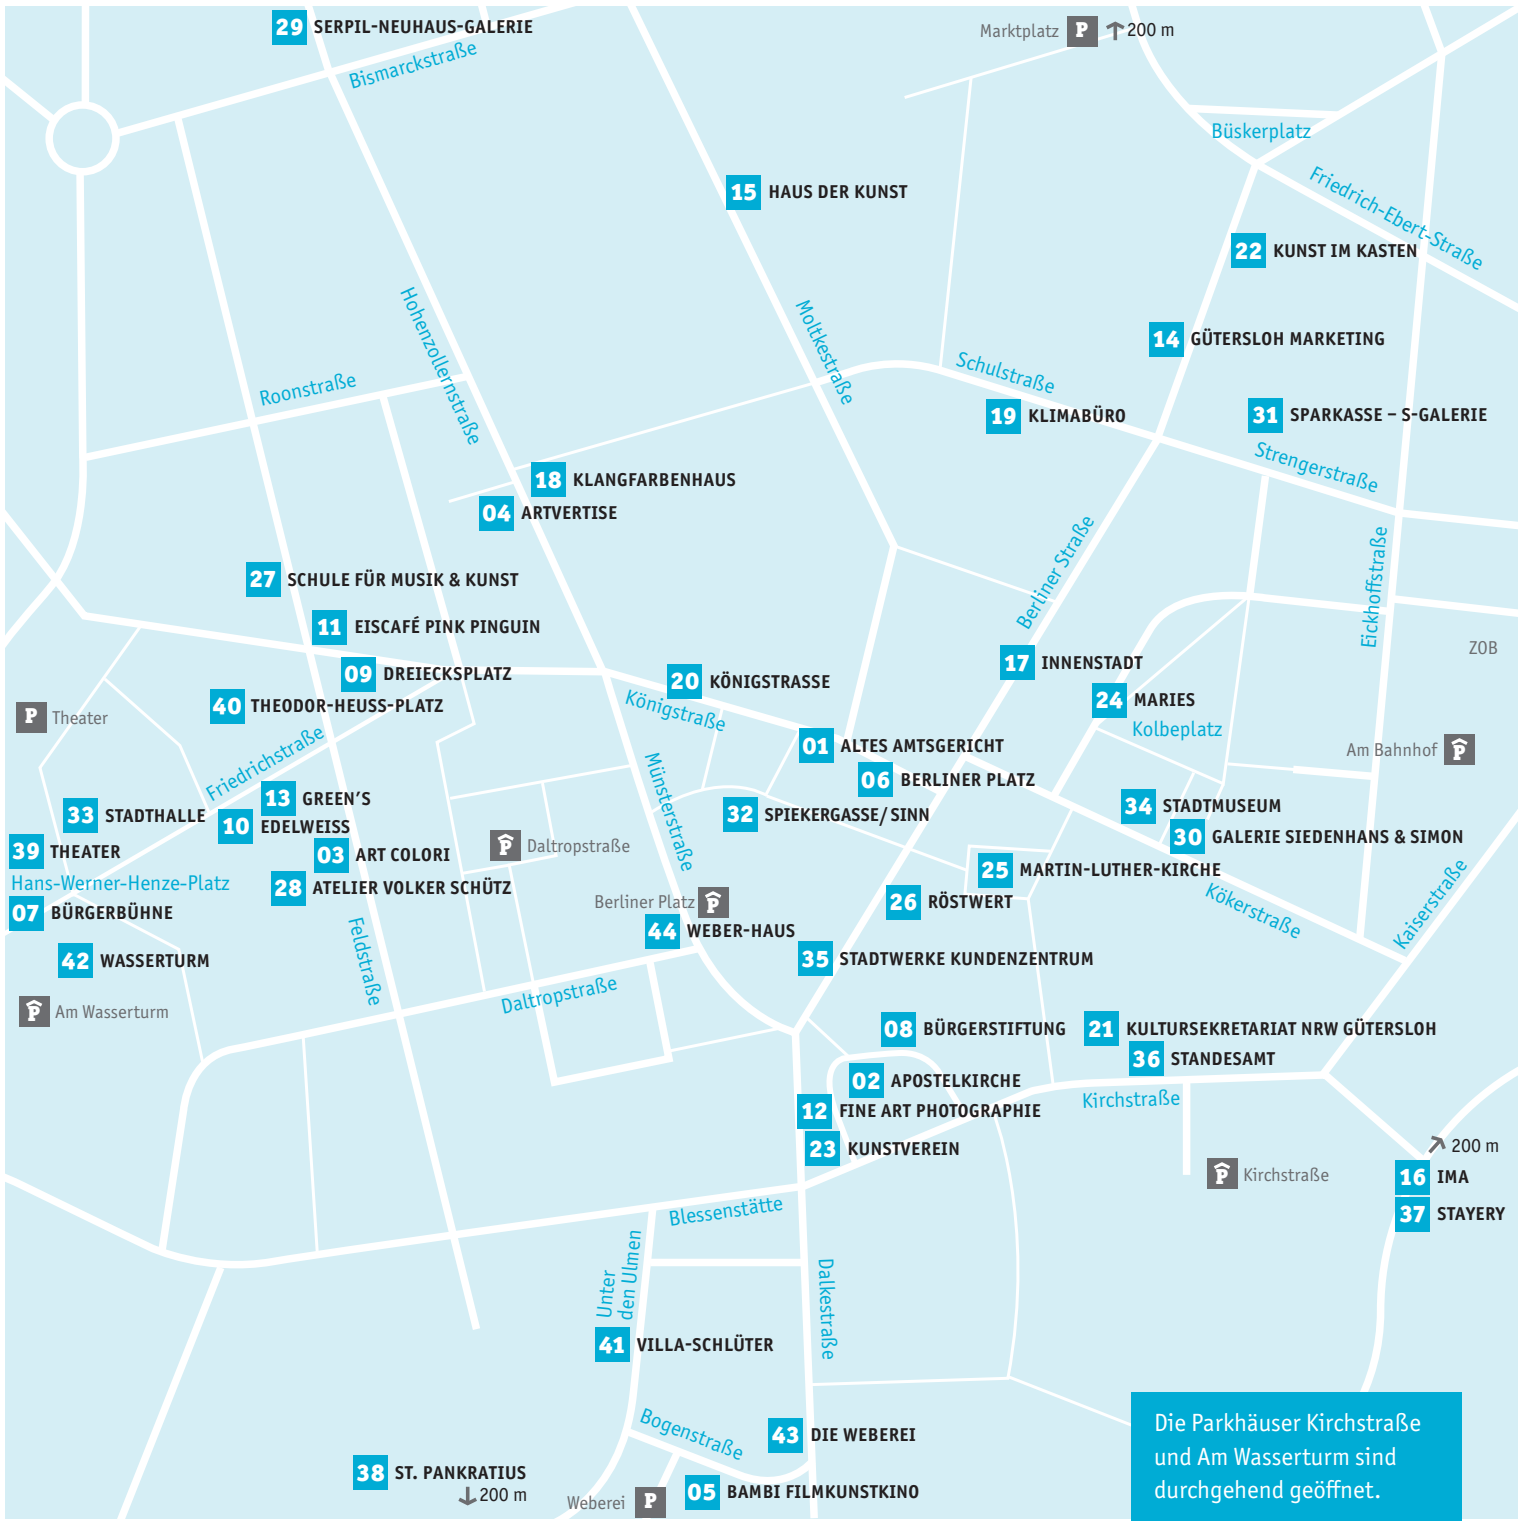 29 SERPIL-NEUHAUS-GALERIE
Marktplatz P 200 m
Bismarckstraße
Büskerplatz
15 HAUS DER KUNST
Friedrich-Ebert-Straße
22 KUNST IM KASTEN
Hohenzollernstraße
Moltkestraße
14 GÜTERSLOH MARKETING
Schulstraße
Roonstraße
19 KLIMABÜRO
31 SPARKASSE – S-GALERIE
Strengerstraße
18 KLANGFARBENHAUS
04 ARTVERTISE
Berliner Straße
Eickhoffstraße
27 SCHULE FÜR MUSIK & KUNST
11 EISCAFÉ PINK PINGUIN
ZOB
17 INNENSTADT
09 DREIECKSPLATZ
20 KÖNIGSTRASSE
Königstraße
24 MARIES
40 THEODOR-HEUSS-PLATZ
P Theater
Kolbeplatz
Friedrichstraße
01 ALTES AMTSGERICHT
Am Bahnhof P
06 BERLINER PLATZ
Münsterstraße
13 GREEN’S
33 STADTHALLE
10 EDELWEISS
32 SPIEKERGASSE/ SINN
34 STADTMUSEUM
30 GALERIE SIEDENHANS & SIMON
39 THEATER
03 ART COLORI
P Daltropstraße
25 MARTIN-LUTHER-KIRCHE
Hans-Werner-Henze-Platz
28 ATELIER VOLKER SCHÜTZ
Berliner Platz P
26 RÖSTWERT
Kökerstraße
Kaiserstraße
07 BÜRGERBÜHNE
44 WEBER-HAUS
42 WASSERTURM
Feldstraße
35 STADTWERKE KUNDENZENTRUM
Daltropstraße
P Am Wasserturm
08 BÜRGERSTIFTUNG
21 KULTURSEKRETARIAT NRW GÜTERSLOH
36 STANDESAMT
02 APOSTELKIRCHE
Kirchstraße
12 FINE ART PHOTOGRAPHIE
23 KUNSTVEREIN
200 m
P Kirchstraße
16 IMA
37 STAYERY
Blessenstätte
Unter
den Ulmen
Dalkestraße
41 VILLA-SCHLÜTER
Bogenstraße
43 DIE WEBEREI
38 ST. PANKRATIUS
200 m
Weberei P
05 BAMBI FILMKUNSTKINO
Die Parkhäuser Kirchstraße
und Am Wasserturm sind
durchgehend geöffnet.